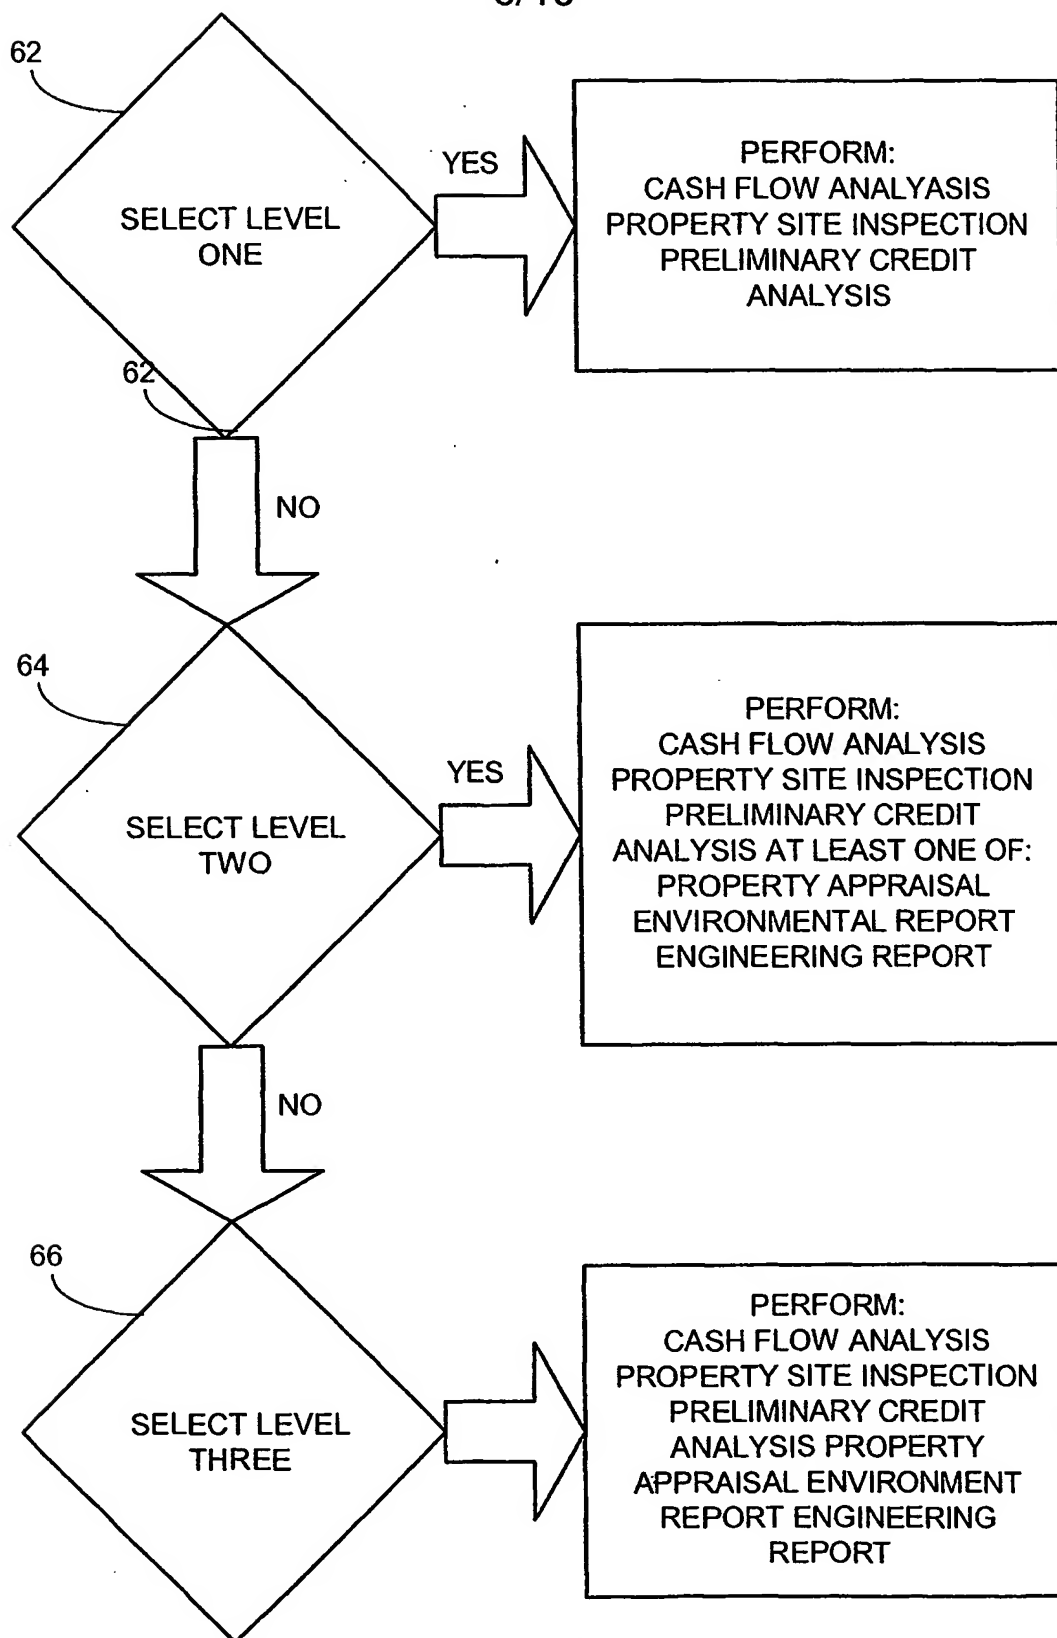 62
SELECT LEVEL
ONE
YES
PERFORM:
CASH FLOW ANALYASIS
PROPERTY SITE INSPECTION
PRELIMINARY CREDIT
ANALYSIS
62
NO
64
SELECT LEVEL
TWO
YES
PERFORM:
CASH FLOW ANALYSIS
PROPERTY SITE INSPECTION
PRELIMINARY CREDIT
ANALYSIS AT LEAST ONE OF:
PROPERTY APPRAISAL
ENVIRONMENTAL REPORT
ENGINEERING REPORT
NO
66
SELECT LEVEL
THREE
PERFORM:
CASH FLOW ANALYSIS
PROPERTY SITE INSPECTION
PRELIMINARY CREDIT
ANALYSIS PROPERTY
APPRAISAL ENVIRONMENT
REPORT ENGINEERING
REPORT